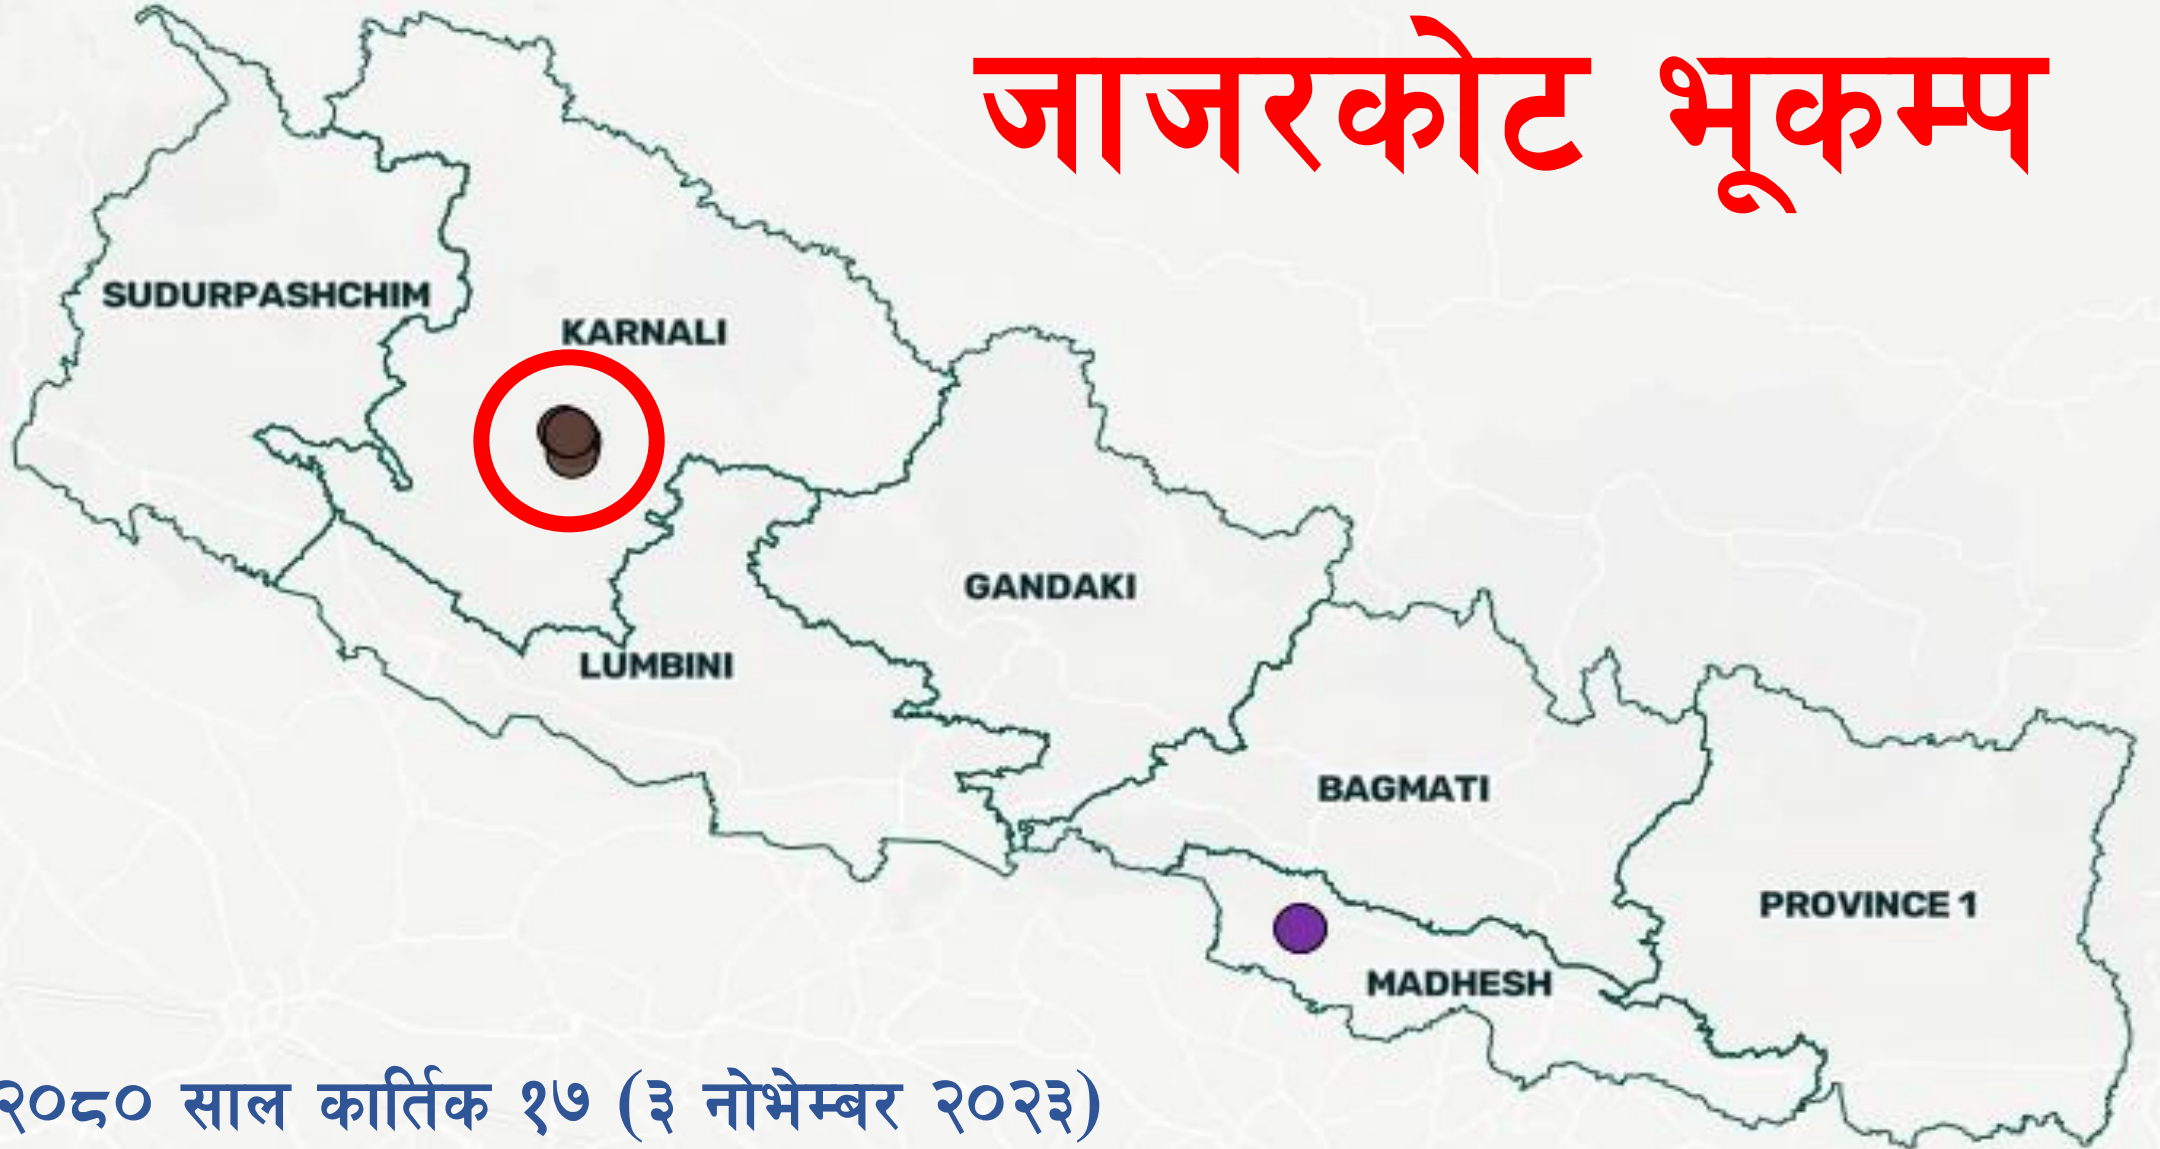 जाजरकोट भूकम्प
SUDURPASHCHIM
KARNALI
GANDAKI
LUMBINI
BAGMATI
PROVINCE 1
MADHESH
२०८० साल कार्तिक १७ (३ नोभेम्बर २०२३)